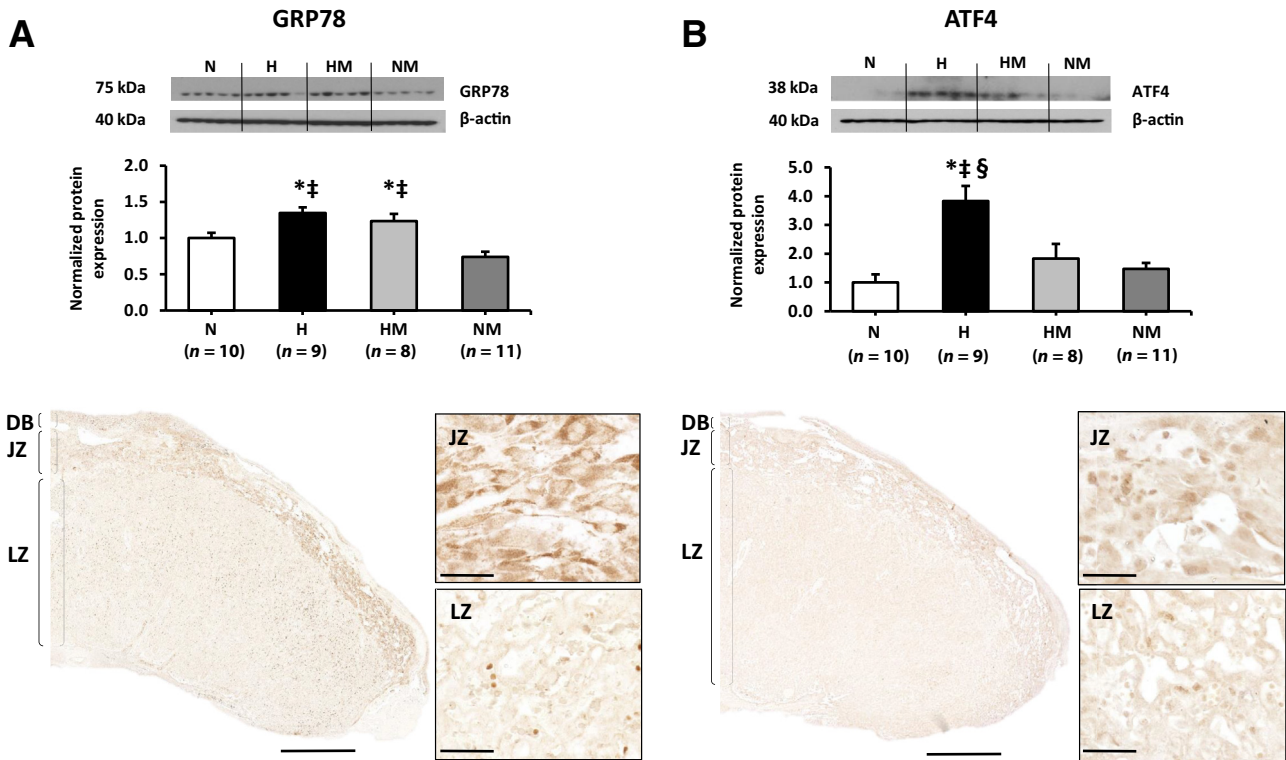 A
GRP78
N H HM NM
75 kDa GRP78
40 kDa β-actin
Normalized protein
expression
2.0
1.5
1.0
0.5
0.0
*‡ *‡
N H HM NM
(n = 10) (n = 9) (n = 8) (n = 11)
DB
JZ
LZ
JZ
LZ
B
ATF4
N H HM NM
38 kDa ATF4
40 kDa β-actin
Normalized protein
expression
5.0
4.0
3.0
2.0
1.0
0.0
*‡ §
N H HM NM
(n = 10) (n = 9) (n = 8) (n = 11)
DB
JZ
LZ
JZ
LZ